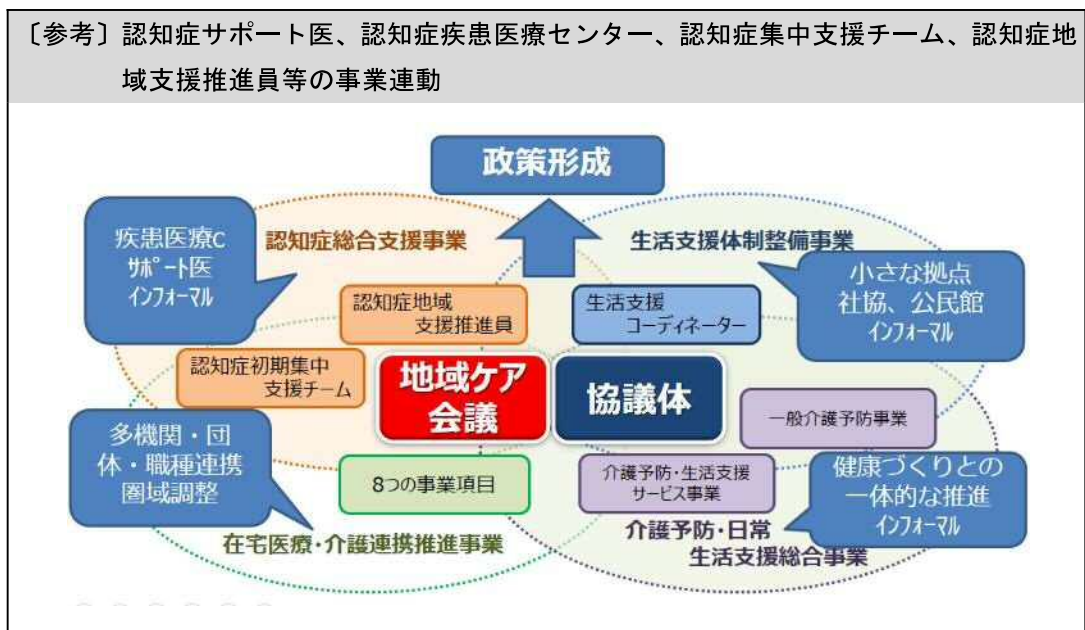 〔参考〕認知症サポート医、認知症疾患医療センター、認知症集中支援チーム、認知症地
域支援推進員等の事業連動
政策形成
疾患医療C
ｻﾎﾟｰﾄ医
ｲﾝﾌｫｰﾏﾙ
認知症総合支援事業
生活支援体制整備事業
小さな拠点
社協、公民館
ｲﾝﾌｫｰﾏﾙ
認知症地域
支援推進員
生活支援
コーディネーター
認知症初期集中
支援チーム
地域ケア
会議
協議体
一般介護予防事業
多機関・団
体・職種連携
圏域調整
8つの事業項目
介護予防・生活支援
サービス事業
健康づくりとの
一体的な推進
ｲﾝﾌｫｰﾏﾙ
在宅医療・介護連携推進事業
介護予防・日常
生活支援総合事業